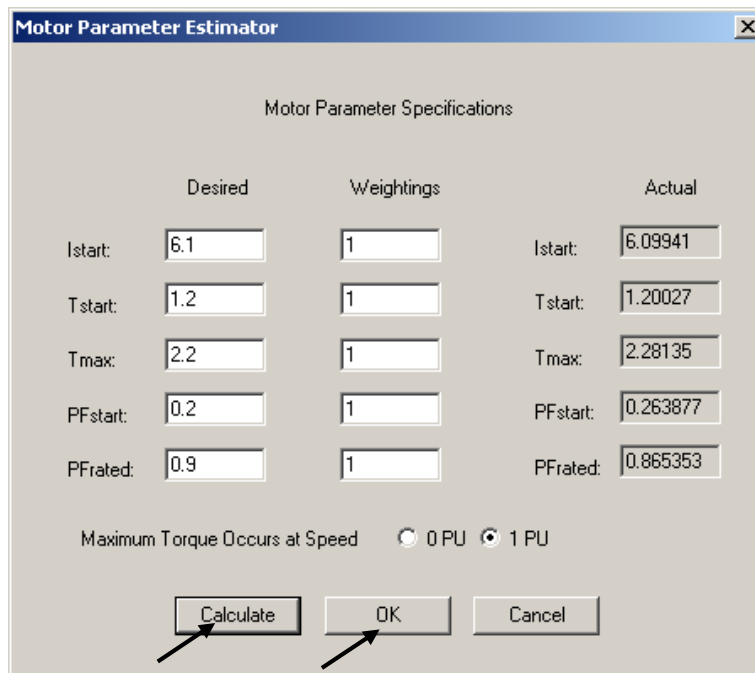 Motor Parameter Estimator
Motor Parameter Specifications
Desired Weightings Actual
Istart: 6.1 1 Istart: 6.09941
Tstart: 1.2 1 Tstart: 1.20027
Tmax: 2.2 1 Tmax: 2.28135
PFstart: 0.2 1 PFstart: 0.263877
PFrated: 0.9 1 PFrated: 0.865353
Maximum Torque Occurs at Speed 0 PU 1 PU
Calculate OK Cancel